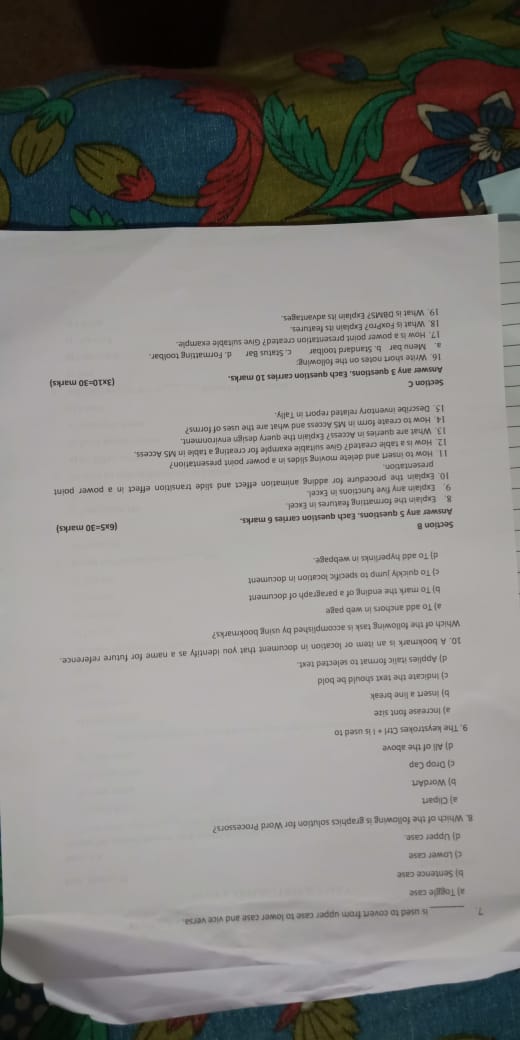 7. ______ is used to covert from upper case to lower case and vice versa.
a) Toggle case
b) Sentence case
c) Lower case
d) Upper case.
8. Which of the following is graphics solution for Word Processors?
a) Clipart
b) WordArt
c) Drop Cap
d) All of the above
9. The keystrokes Ctrl + I is used to
a) Increase font size
b) Insert a line break
c) Indicate the text should be bold
d) Applies italic format to selected text.
10. A bookmark is an item or location in document that you identify as a name for future reference.
Which of the following task is accomplished by using bookmarks?
a) To add anchors in web page
b) To mark the ending of a paragraph of document
c) To quickly jump to specific location in document
d) To add hyperlinks in webpage.
Section B
Answer any 5 questions. Each question carries 6 marks. (6x5=30 marks)
8. Explain the formatting features in Excel.
9. Explain any five functions in Excel.
10. Explain the procedure for adding animation effect and slide transition effect in a power point
presentation.
11. How to insert and delete moving slides in a power point presentation?
12. How is a table created? Give suitable example for creating a table in MS Access.
13. What are queries in Access? Explain the query design environment.
14. How to create form in MS Access and what are the uses of forms?
15. Describe inventory related report in Tally.
Section C
Answer any 3 questions. Each question carries 10 marks. (3x10=30 marks)
16. Write short notes on the following:
a. Menu bar b. Standard toolbar c. Status Bar d. Formatting toolbar.
17. How is a power point presentation created? Give suitable example.
18. What is FoxPro? Explain its features.
19. What is DBMS? Explain its advantages.